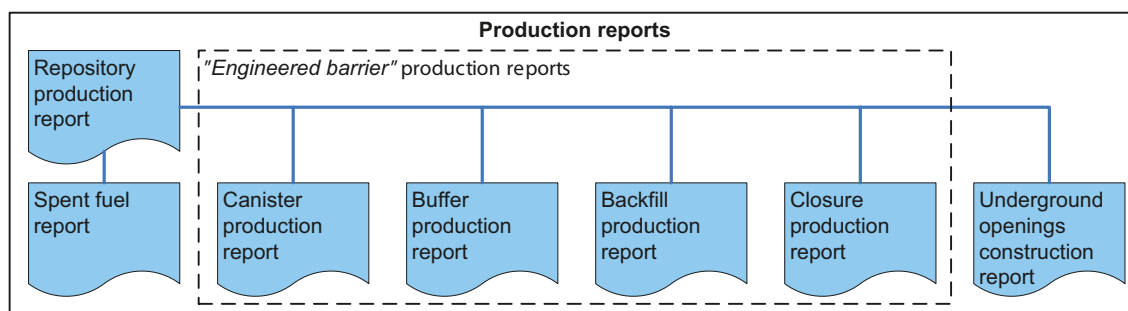 Production reports
Repository
production
report
"Engineered barrier" production reports
Spent fuel
report
Canister
production
report
Buffer
production
report
Backfill
production
report
Closure
production
report
Underground
openings
construction
report